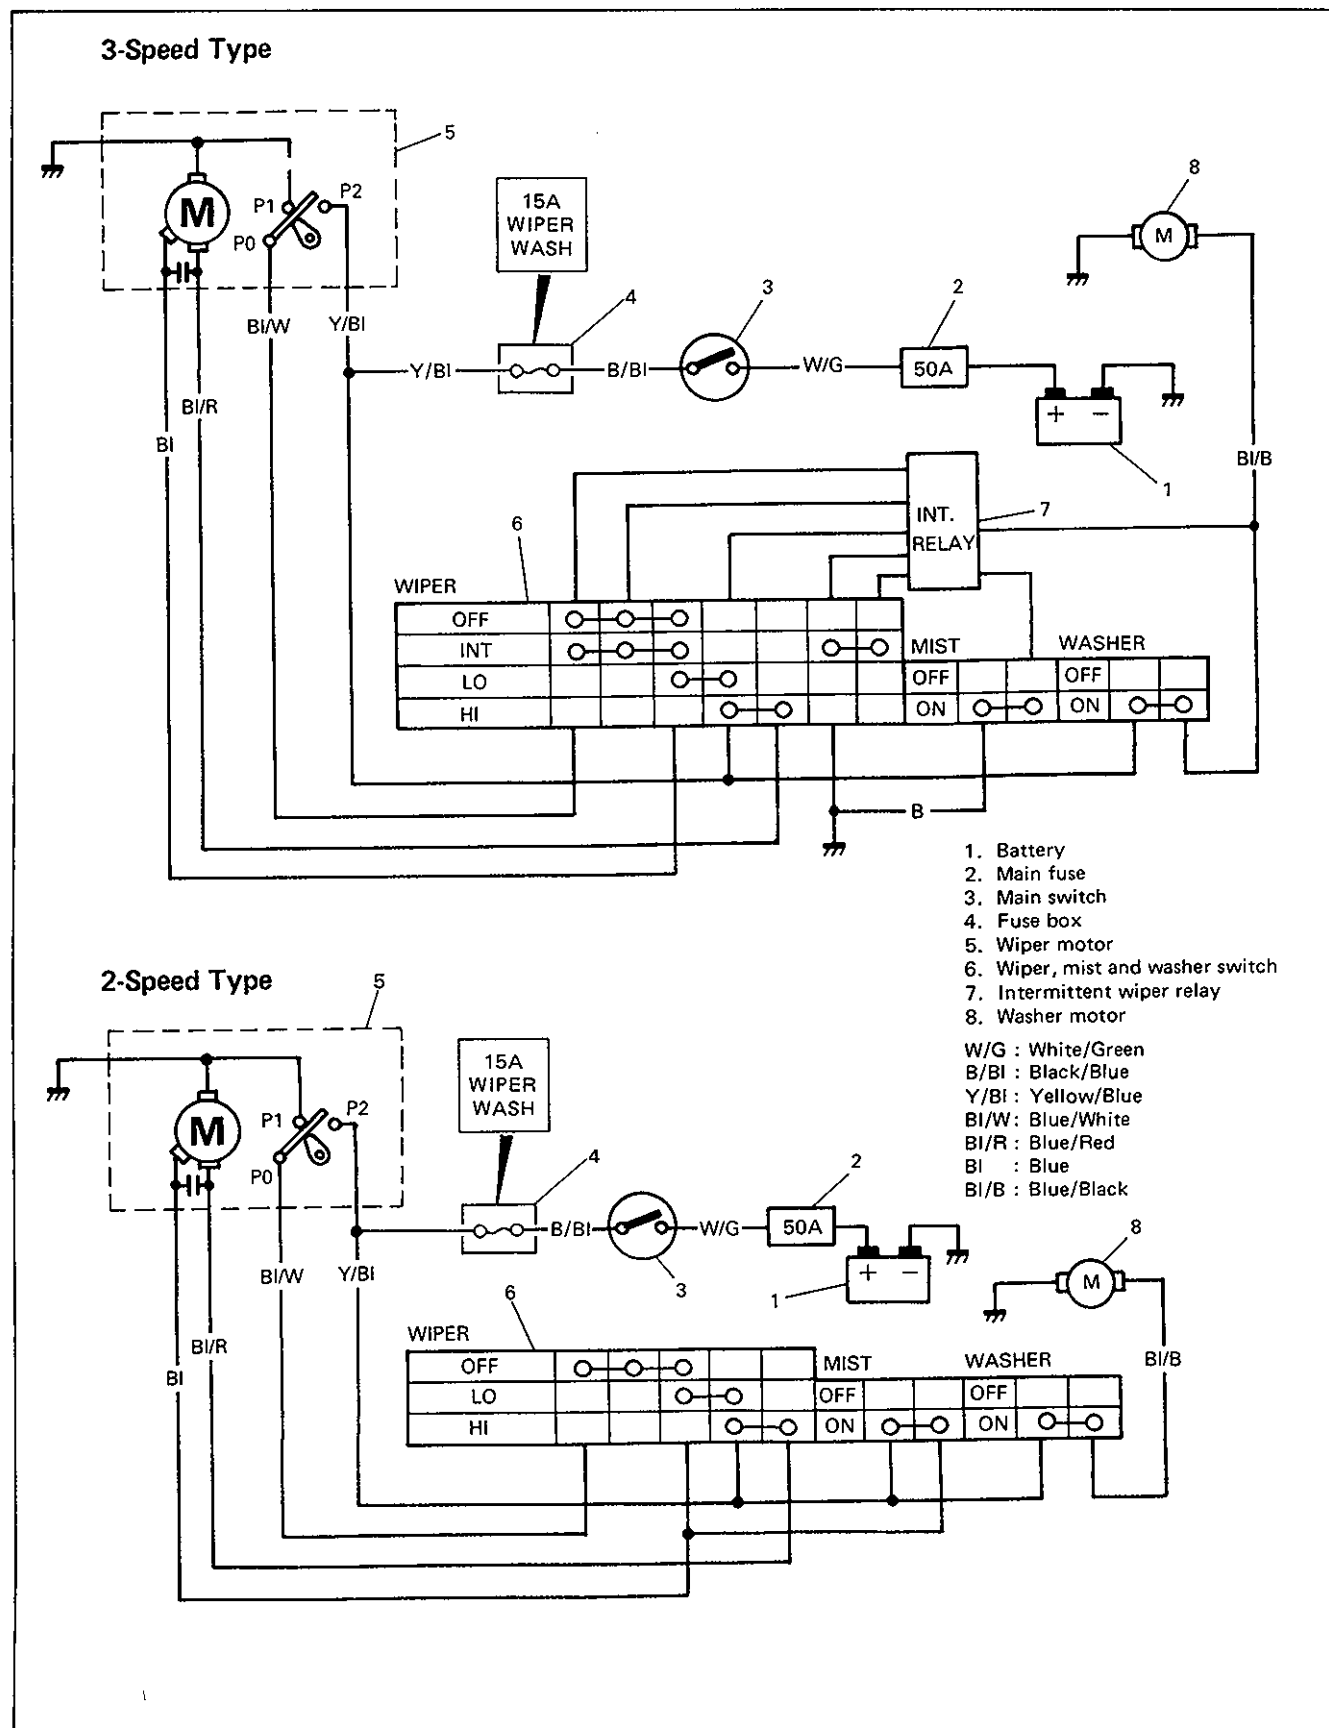 3-Speed Type
5
8
M
P1
P2
P0
15A
WIPER
WASH
M
4
3
2
Bl/W
Y/Bl
Y/Bl
B/Bl
W/G
50A
Bl/R
Bl
+ −
Bl/B
1
INT.
RELAY
7
6
WIPER
OFF
INT
MIST
WASHER
LO
OFF
OFF
HI
ON
ON
B
1. Battery
2. Main fuse
3. Main switch
4. Fuse box
5. Wiper motor
6. Wiper, mist and washer switch
7. Intermittent wiper relay
8. Washer motor
W/G : White/Green
B/Bl : Black/Blue
Y/Bl : Yellow/Blue
Bl/W : Blue/White
Bl/R : Blue/Red
Bl : Blue
Bl/B : Blue/Black
2-Speed Type
5
15A
WIPER
WASH
M
P1
P2
P0
4
2
B/Bl
W/G
50A
8
Bl/W
Y/Bl
3
+ −
1
M
6
WIPER
Bl/R
Bl
Bl/B
OFF
MIST
WASHER
LO
OFF
OFF
HI
ON
ON